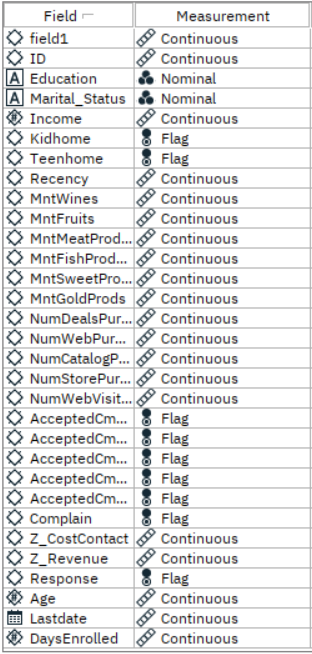 Field Measurement
field1 Continuous
ID Continuous
A Education Nominal
A Marital_Status Nominal
Income Continuous
Kidhome Flag
Teenhome Flag
Recency Continuous
MntWines Continuous
MntFruits Continuous
MntMeatProd... Continuous
MntFishProd... Continuous
MntSweetPro... Continuous
MntGoldProds Continuous
NumDealsPur... Continuous
NumWebPur... Continuous
NumCatalogP... Continuous
NumStorePur... Continuous
NumWebVisit... Continuous
AcceptedCm... Flag
AcceptedCm... Flag
AcceptedCm... Flag
AcceptedCm... Flag
AcceptedCm... Flag
Complain Flag
Z_CostContact Continuous
Z_Revenue Continuous
Response Flag
Age Continuous
Lastdate Continuous
DaysEnrolled Continuous